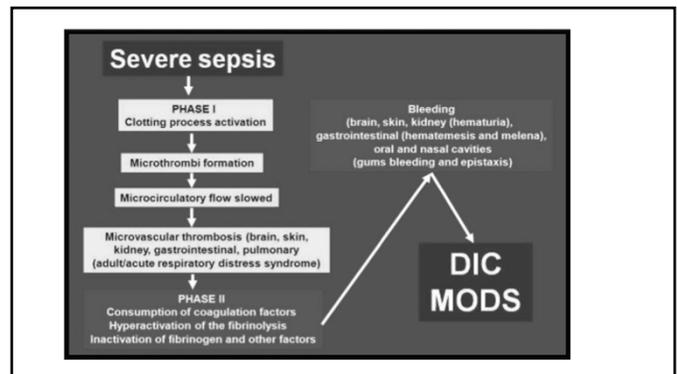 Severe sepsis
PHASE I
Clotting process activation
Microthrombi formation
Microcirculatory flow slowed
Microvascular thrombosis (brain, skin,
kidney, gastrointestinal, pulmonary
(adult/acute respiratory distress syndrome)
PHASE II
Consumption of coagulation factors
Hyperactivation of the fibrinolysis
Inactivation of fibrinogen and other factors
Bleeding
(brain, skin, kidney (hematuria),
gastrointestinal (hematemesis and melena),
oral and nasal cavities
(gums bleeding and epistaxis)
DIC
MODS